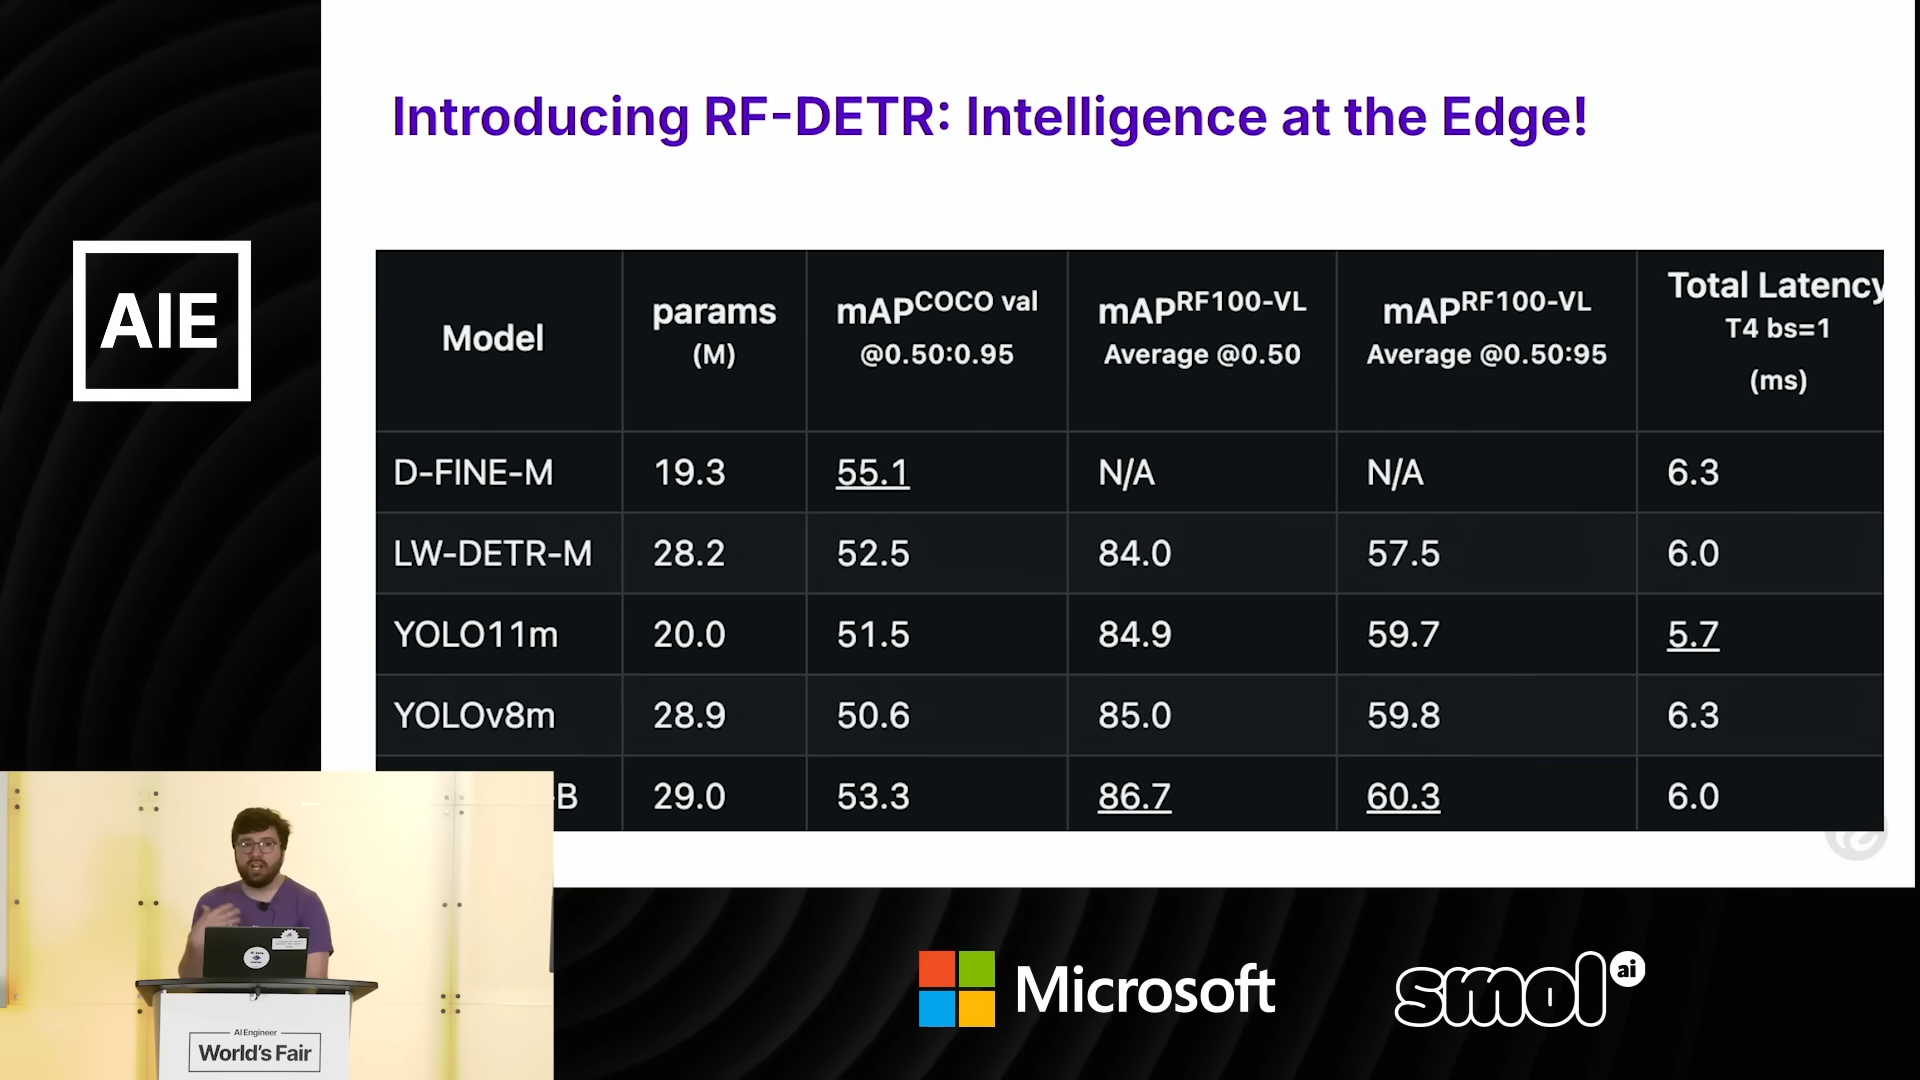 Introducing RF-DETR: Intelligence at the Edge!
AIE
Model params (M) mAP^COCO val @0.50:0.95 mAP^RF100-VL Average @0.50 mAP^RF100-VL Average @0.50:95 Total Latency T4 bs=1 (ms)
D-FINE-M 19.3 55.1 N/A N/A 6.3
LW-DETR-M 28.2 52.5 84.0 57.5 6.0
YOLO11m 20.0 51.5 84.9 59.7 5.7
YOLOv8m 28.9 50.6 85.0 59.8 6.3
-B 29.0 53.3 86.7 60.3 6.0
AI Engineer
World's Fair
Microsoft
smol ai